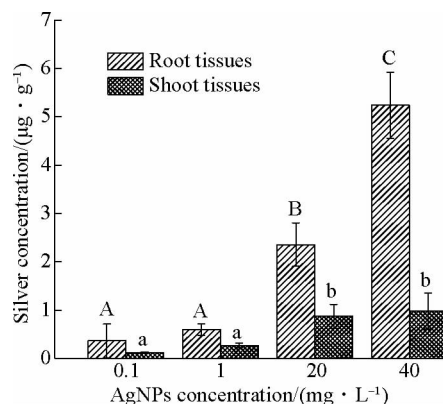 7
6
5
4
3
2
1
0
Silver concentration/(μg · g⁻¹)
Root tissues
Shoot tissues
A
a
A
a
B
b
C
b
0.1
1
20
40
AgNPs concentration/(mg · L⁻¹)